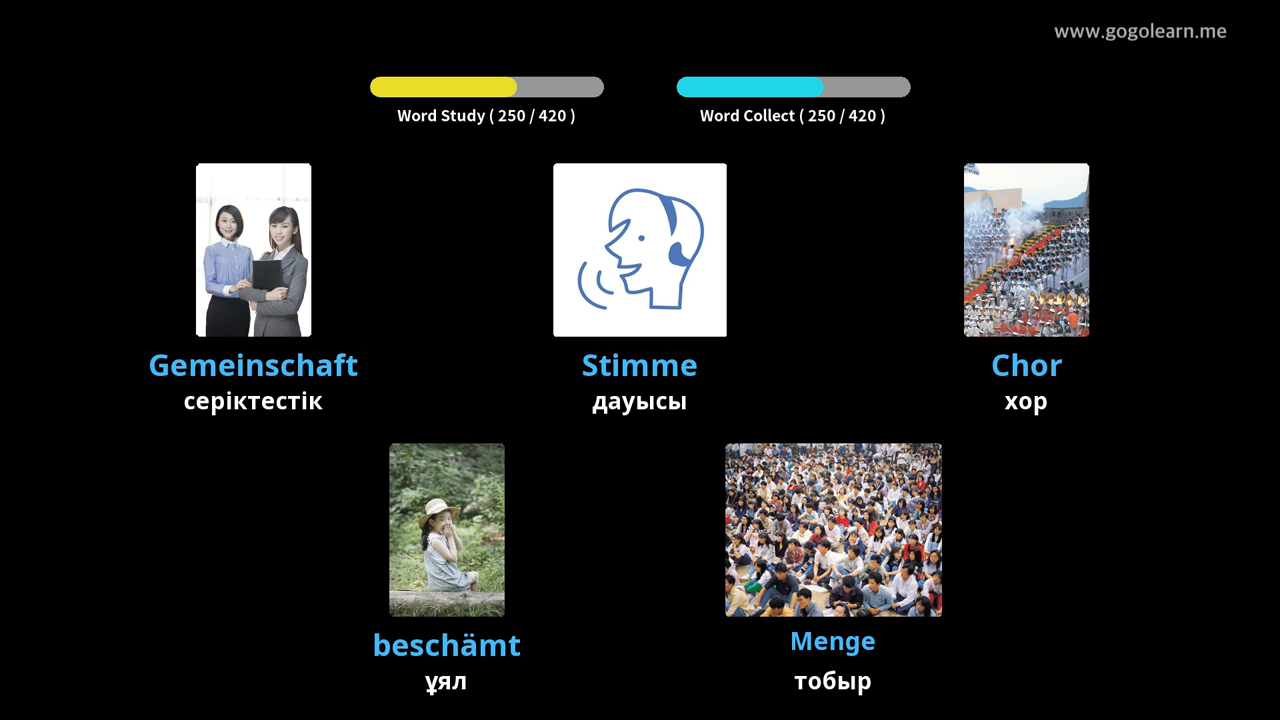 www.gogolearn.me
Word Study ( 250 / 420 )
Word Collect ( 250 / 420 )
Gemeinschaft
серіктестік
Stimme
дауысы
Chor
хор
beschämt
ұял
Menge
тобыр